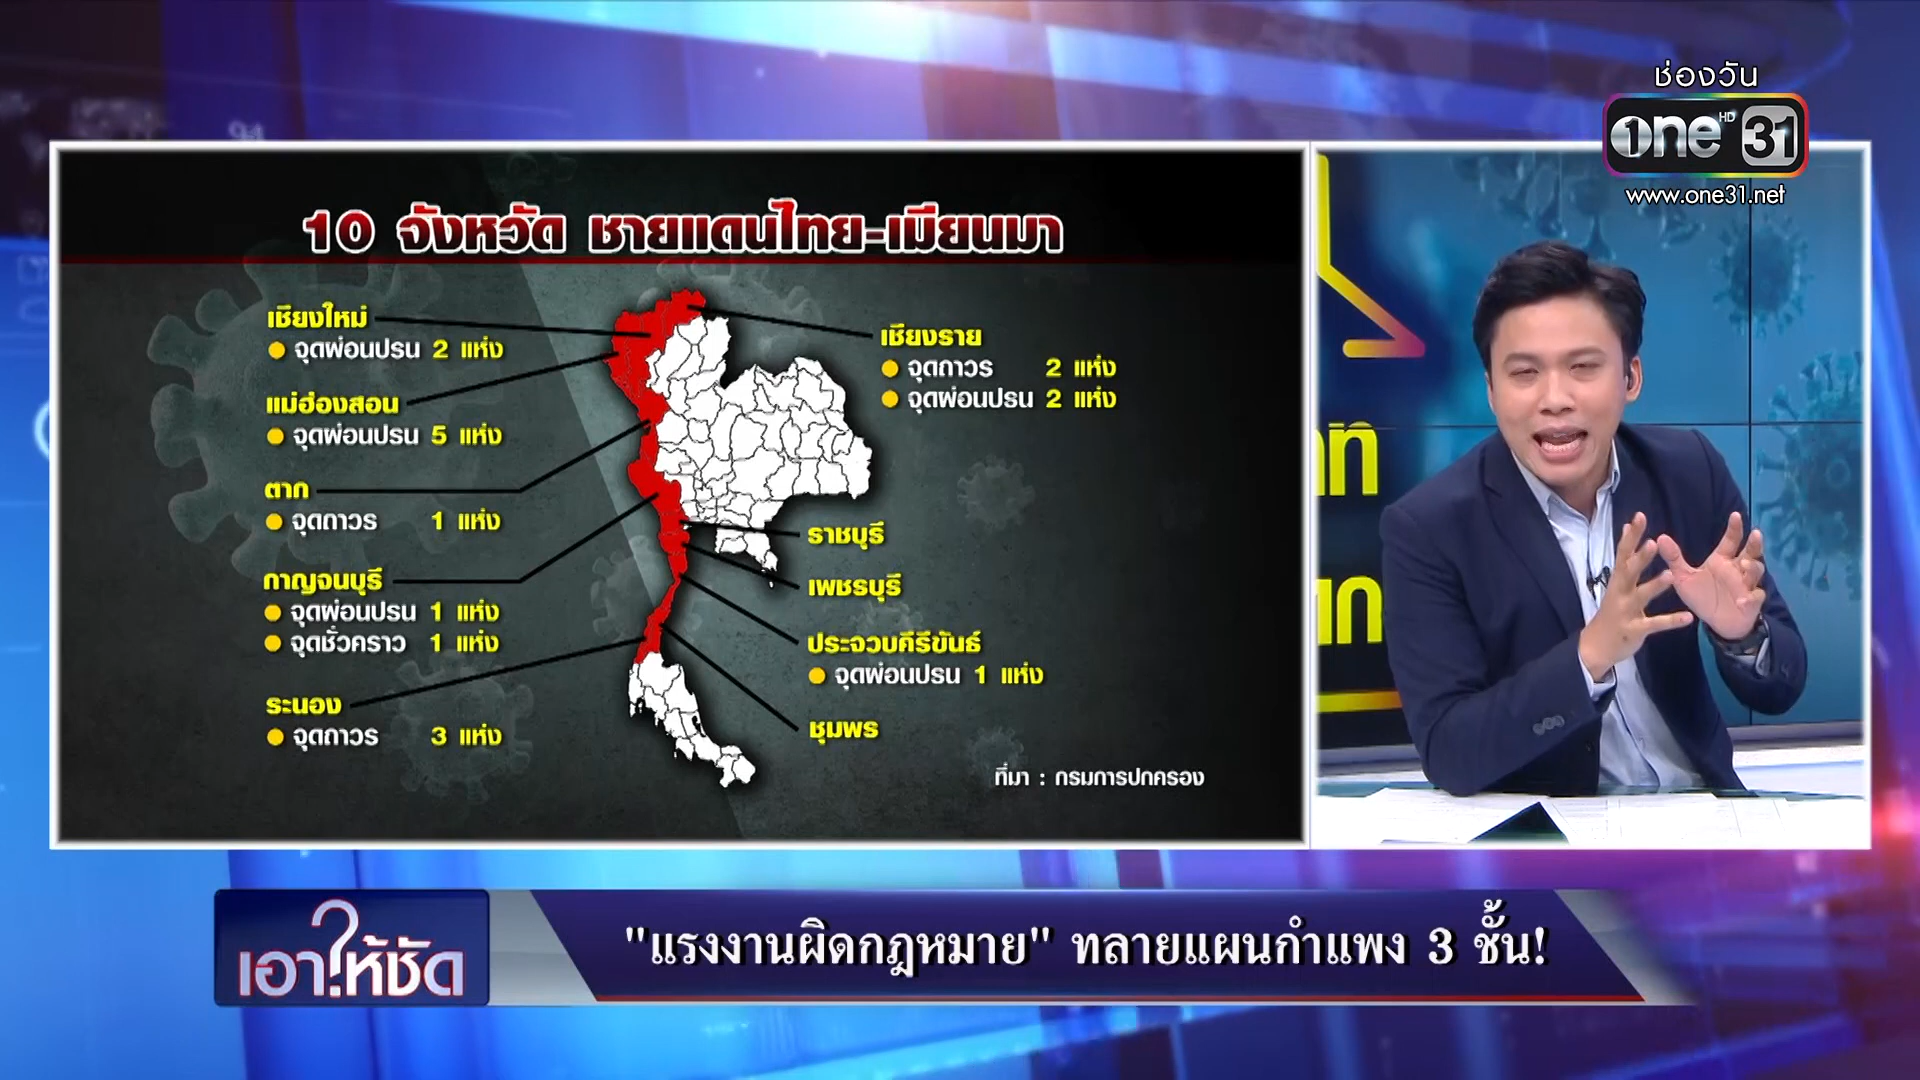 ช่องวัน
one HD 31
www.one31.net
10 จังหวัด ชายแดนไทย-เมียนมา
เชียงใหม่
จุดผ่อนปรน 2 แห่ง
แม่ฮ่องสอน
จุดผ่อนปรน 5 แห่ง
ตาก
จุดถาวร 1 แห่ง
กาญจนบุรี
จุดผ่อนปรน 1 แห่ง
จุดชั่วคราว 1 แห่ง
ระนอง
จุดถาวร 3 แห่ง
เชียงราย
จุดถาวร 2 แห่ง
จุดผ่อนปรน 2 แห่ง
ราชบุรี
เพชรบุรี
ประจวบคีรีขันธ์
จุดผ่อนปรน 1 แห่ง
ชุมพร
ที่มา : กรมการปกครอง
เอาให้ชัด
"แรงงานผิดกฎหมาย" ทลายแผนกำแพง 3 ชั้น!